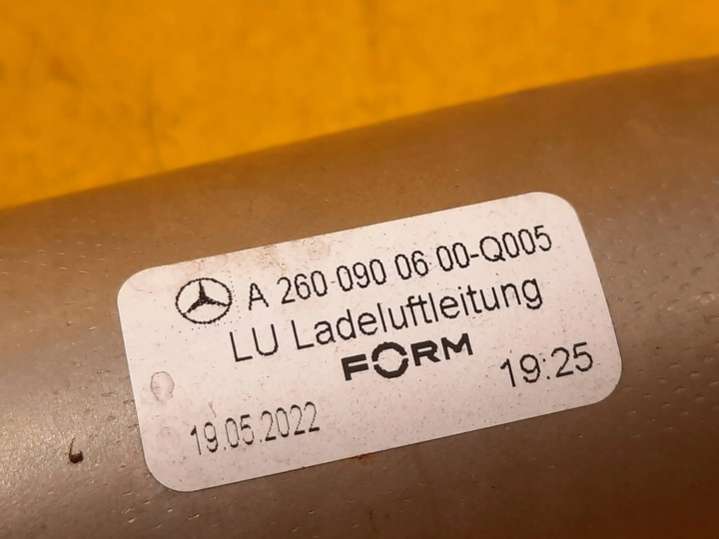 A 260 090 06 00-Q005
LU Ladeluftleitung
FORM
19.05.2022 19:25